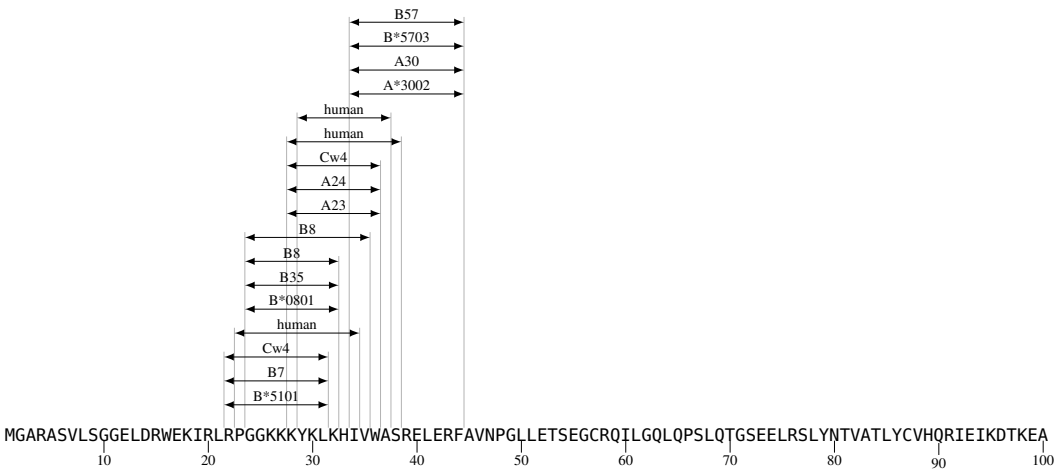 B57
B*5703
A30
A*3002
human
human
Cw4
A24
A23
B8
B8
B35
B*0801
human
Cw4
B7
B*5101
MGARASVLSGGELDRWEKIRLRPGGKKKYKLKHIVWASRELERFAVNPGLLETSEGCRQILGQLQPSLQTGSEELRSLYNTVATLYCVHQRIEIKDTKEA
10 20 30 40 50 60 70 80 90 100